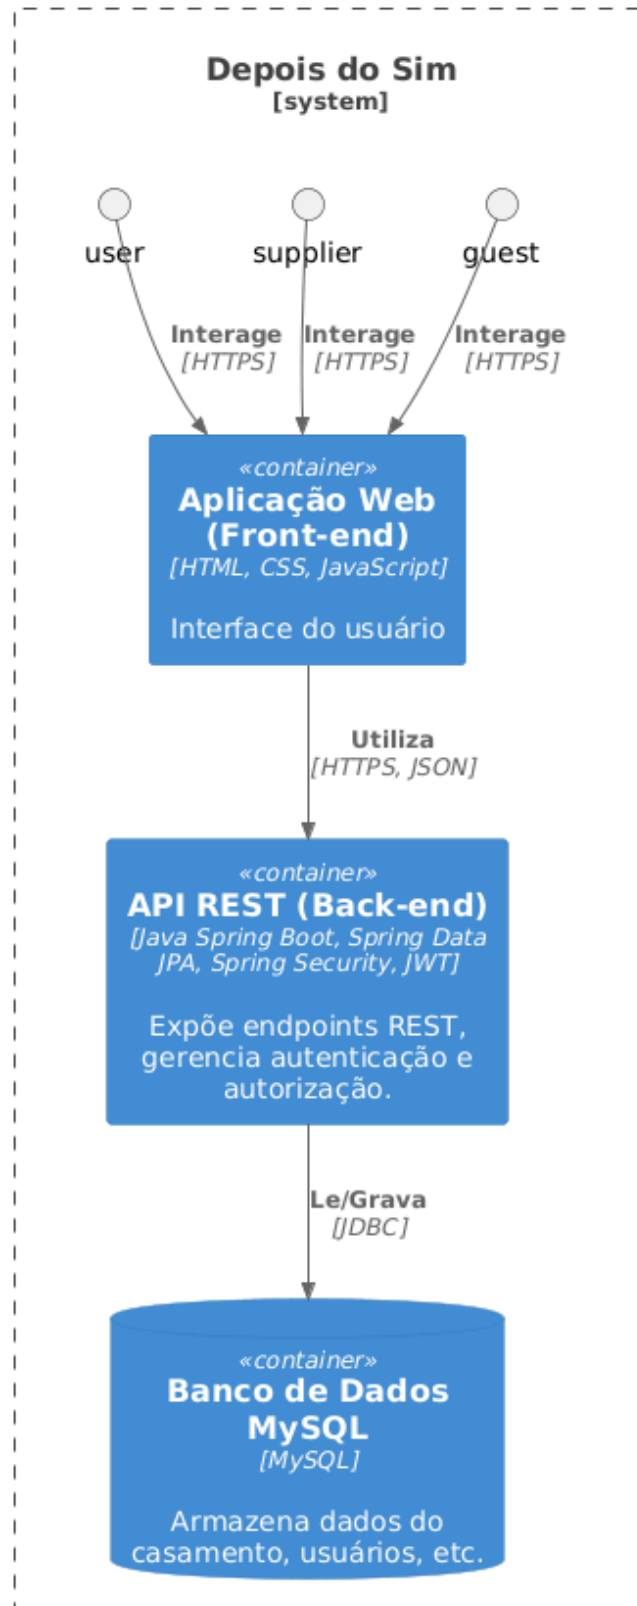 Depois do Sim
[system]
user
supplier
guest
Interage
[HTTPS]
Interage
[HTTPS]
Interage
[HTTPS]
«container»
Aplicação Web
(Front-end)
[HTML, CSS, JavaScript]
Interface do usuário
Utiliza
[HTTPS, JSON]
«container»
API REST (Back-end)
[Java Spring Boot, Spring Data
JPA, Spring Security, JWT]
Expõe endpoints REST,
gerencia autenticação e
autorização.
Le/Grava
[JDBC]
«container»
Banco de Dados
MySQL
[MySQL]
Armazena dados do
casamento, usuários, etc.